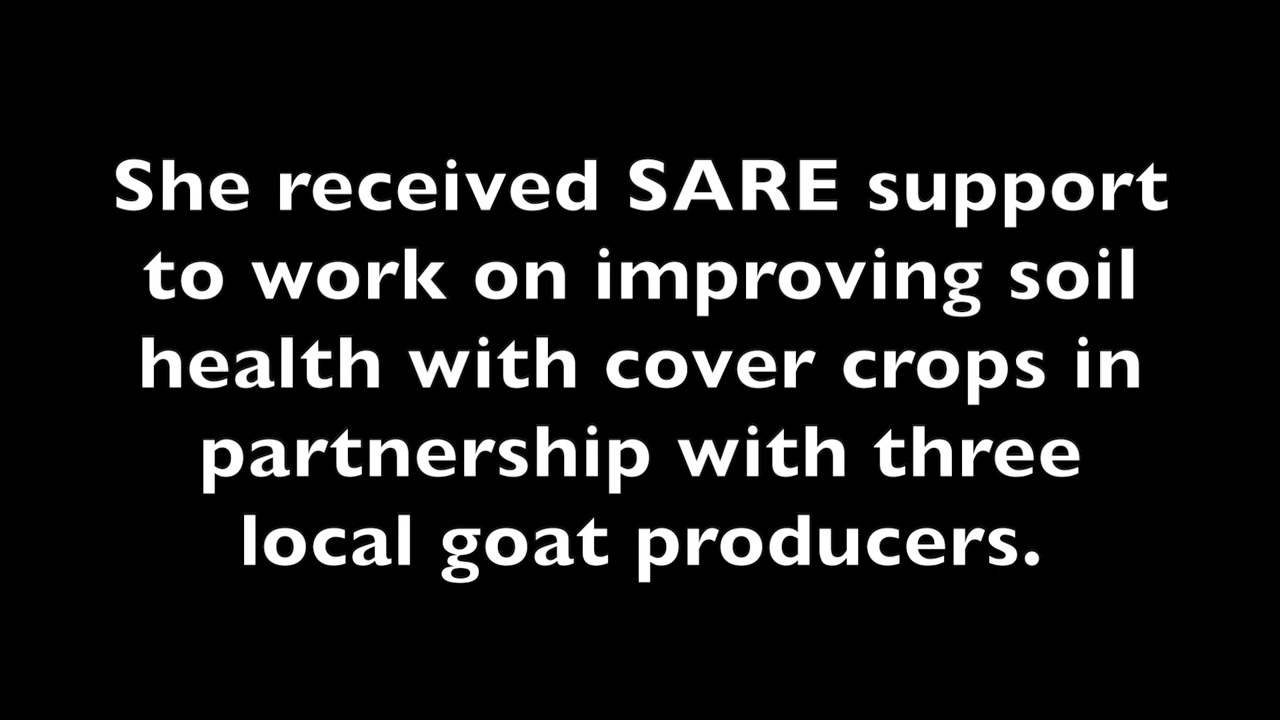 She received SARE support
to work on improving soil
health with cover crops in
partnership with three
local goat producers.